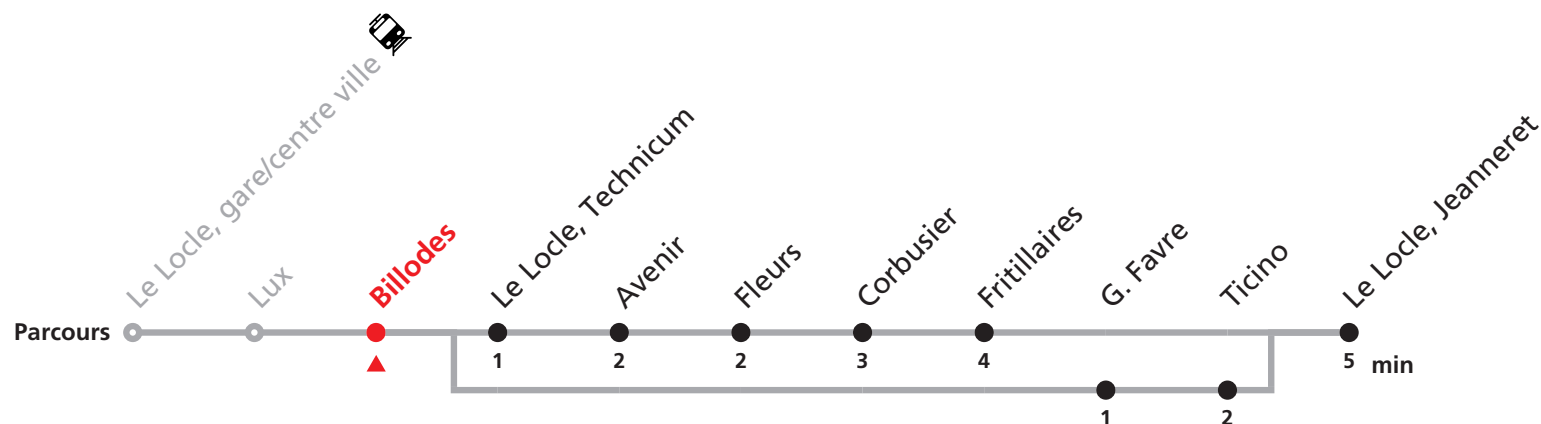 Le Locle, gare/centre ville
Lux
Billodes
Le Locle, Technicum
Avenir
Fleurs
Corbusier
Fritillaires
G. Favre
Ticino
Le Locle, Jeanneret
Parcours
1 2 2 3 4 5 min
1 2